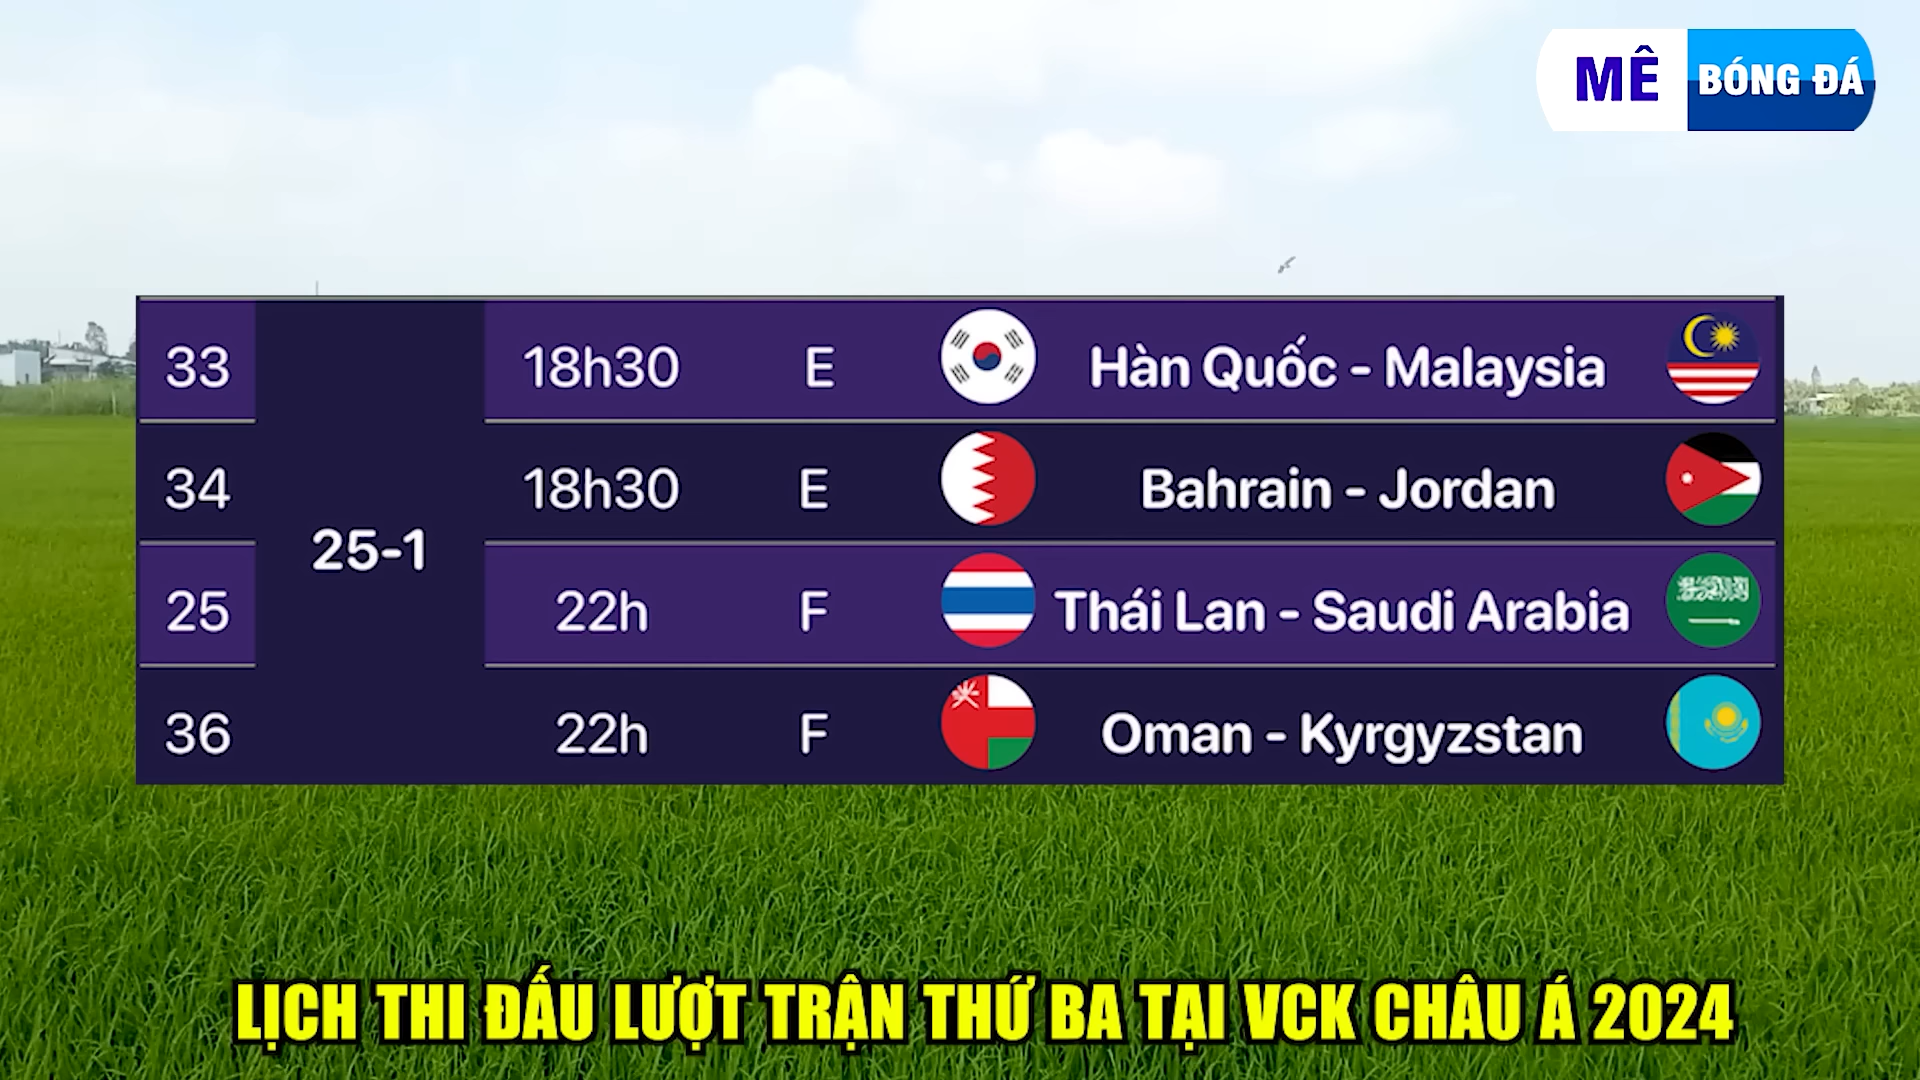 MÊ BÓNG ĐÁ
33 18h30 E Hàn Quốc - Malaysia
34 18h30 E Bahrain - Jordan
25-1
25 22h F Thái Lan - Saudi Arabia
36 22h F Oman - Kyrgyzstan
LỊCH THI ĐẤU LƯỢT TRẬN THỨ BA TẠI VCK CHÂU Á 2024